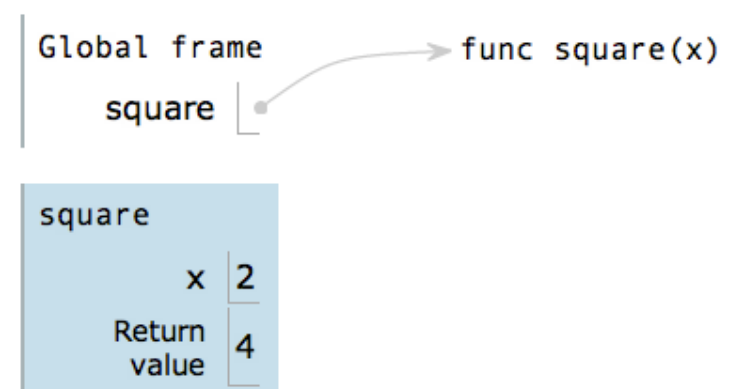 Global frame
func square(x)
square
square
x 2
Return
value 4